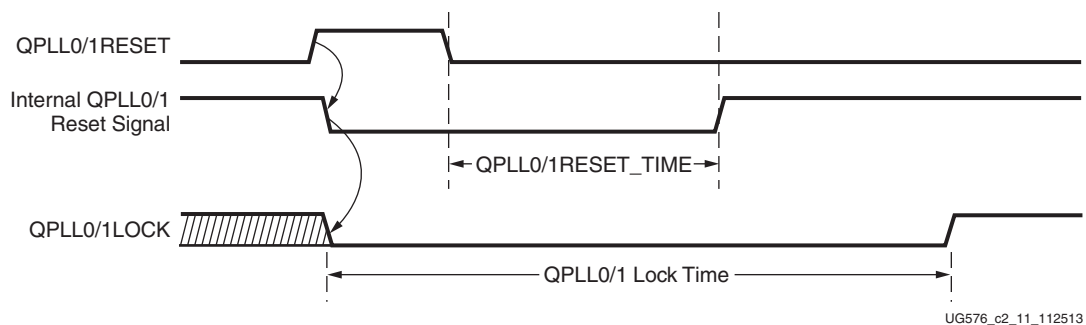 QPLL0/1RESET
Internal QPLL0/1
Reset Signal
QPLL0/1RESET_TIME
QPLL0/1LOCK
QPLL0/1 Lock Time
UG576_c2_11_112513